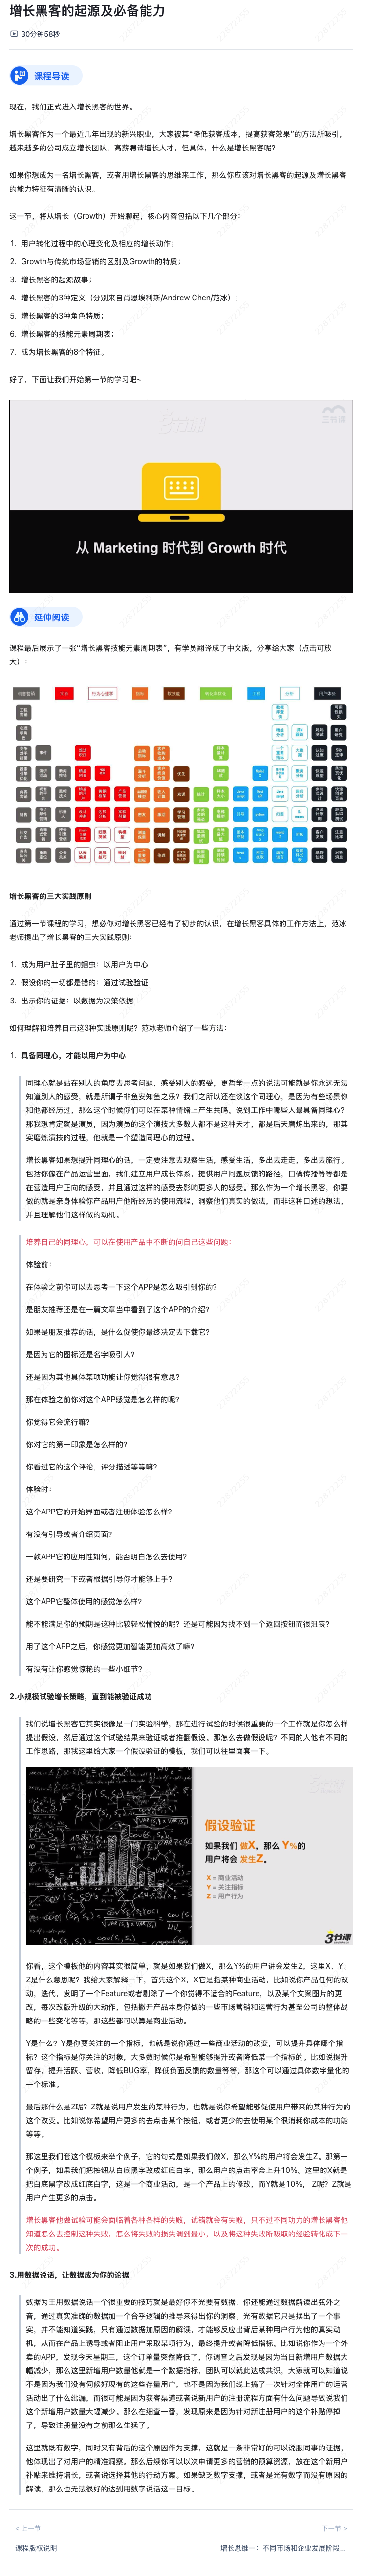 增长黑客的起源及必备能力
30分钟58秒
课程导读
现在，我们正式进入增长黑客的世界。
增长黑客作为一个最近几年出现的新兴职业，大家被其“降低获客成本，提高获客效果”的方法所吸引，
越来越多的公司成立增长团队，高薪聘请增长人才，但具体，什么是增长黑客呢？
如果你想成为一名增长黑客，或者用增长黑客的思维来工作，那么你应该对增长黑客的起源及增长黑客
的能力特征有清晰的认识。
这一节，将从增长（Growth）开始聊起，核心内容包括以下几个部分：
1. 用户转化过程中的心理变化及相应的增长动作；
2. Growth与传统市场营销的区别及Growth的特质；
3. 增长黑客的起源故事；
4. 增长黑客的3种定义（分别来自肖恩埃利斯/Andrew Chen/范冰）；
5. 增长黑客的3种角色特质；
6. 增长黑客的技能元素周期表；
7. 成为增长黑客的8个特征。
好了，下面让我们开始第一节的学习吧~
三节课
从 Marketing 时代到 Growth 时代
延伸阅读
课程最后展示了一张“增长黑客技能元素周期表”，有学员翻译成了中文版，分享给大家（点击可放
大）：
行为心理学
增长黑客的三大实践原则
通过第一节课程的学习，想必你对增长黑客已经有了初步的认识，在增长黑客具体的工作方法上，范冰
老师提出了增长黑客的三大实践原则：
1. 成为用户肚子里的蛔虫：以用户为中心
2. 假设你的一切都是错的：通过试验验证
3. 出示你的证据：以数据为决策依据
如何理解和培养自己这3种实践原则呢？范冰老师介绍了一些方法：
1. 具备同理心，才能以用户为中心
同理心就是站在别人的角度去思考问题，感受别人的感受，更哲学一点的说法可能就是你永远无法
知道别人的感受，就是所谓子非鱼安知鱼之乐？我们之所以还在谈这个同理心，是因为有些场景你
和他都经历过，那么这个时候你们可以在某种情绪上产生共鸣。说到工作中哪些人最具备同理心？
那我想肯定就是演员，因为演员的这个演技大多数人都不是这种天才，都是后天磨炼出来的，那其
实磨炼演技的过程，他就是一个塑造同理心的过程。
增长黑客如果想提升同理心的话，一定要注意去观察生活，感受生活，多出去走走，多出去旅行。
包括你像在产品运营里面，我们建立用户成长体系，提供用户问题反馈的路径，口碑传播等等都是
在营造用户正向的感受，并且通过这样的感受去影响更多人的感受。那么作为一个增长黑客，你要
做的就是亲身体验你产品用户他所经历的使用流程，洞察他们真实的做法，而非这种口述的想法，
并且理解他们这样做的动机。
培养自己的同理心，可以在使用产品中不断的问自己这些问题：
体验前：
在体验之前你可以去思考一下这个APP是怎么吸引到你的？
是朋友推荐还是在一篇文章当中看到了这个APP的介绍？
如果是朋友推荐的话，是什么促使你最终决定去下载它？
是因为它的图标还是名字吸引人？
还是因为其他具体某项功能让你觉得很有意思？
那在体验之前你对这个APP感觉是怎么样的呢？
你觉得它会流行嘛？
你对它的第一印象是怎么样的？
你看过它的这个评论，评分描述等等嘛？
体验时：
这个APP它的开始界面或者注册体验怎么样？
有没有引导或者介绍页面？
一款APP它的应用性如何，能否明白怎么去使用？
还是要研究一下或者根据引导你才能够上手？
这个APP它整体使用的感觉怎么样？
能不能满足你的预期是这种比较轻松愉悦的呢？还是可能因为找不到一个返回按钮而很沮丧？
用了这个APP之后，你感觉更加智能更加高效了嘛？
有没有让你感觉惊艳的一些小细节？
2.小规模试验增长策略，直到能被验证成功
我们说增长黑客它其实很像是一门实验科学，那在进行试验的时候很重要的一个工作就是你怎么样
提出假设，然后通过这个试验结果来验证或者推翻假设。那怎么去做假设呢？不同的人他有不同的
工作思路，那我这里给大家一个假设验证的模板，我们可以往里面套一下。
假设验证
如果我们 做X，那么 Y%的
用户将会 发生Z。
X = 商业活动
Y = 关注指标
Z = 用户行为
3节课
你看，这个模板他的内容其实很简单，就是如果我们做X，那么Y%的用户讲会发生Z，这里X、Y、
Z是什么意思呢？我给大家解释一下，首先这个X，X它是指某种商业活动，比如说你产品任何的改
动，迭代，发明了一个Feature或者剔除了一个你觉得不适合的Feature，以及某个文案图片的更
改，每次改版升级的大动作，包括撇开产品本身你做的一些市场营销和运营行为甚至公司的整体战
略的一些变化等等，那这些都可以算是商业活动。
Y是什么？Y是你要关注的一个指标，也就是说你通过一些商业活动的改变，可以提升具体哪个指
标？这个指标是你关注的对象，大多数时候你是希望能够提升或者降低某一个指标的。比如说提升
留存，提升活跃、营收，降低BUG率，降低负面反馈的数量等等，那这个可以通过具体数字量化的
一个标准。
最后那什么是Z呢？Z就是说用户发生的某种行为，也就是说你希望能够促使用户带来的某种行为的
这个改变。比如说你希望用户更多的去点击某个按钮，或者更少的去使用某个很消耗你成本的功能
等等。
那这里我们套这个模板来举个例子，它的句式是如果我们做X，那么Y%的用户将会发生Z。那第一
个例子，如果我们把按钮从白底黑字改成红底白字，那么用户的点击率会上升10%。这里的X就是
把白底黑字改成红底白字，这是一个商业活动，是一个产品上的修改，而Y就是10%， Z呢？Z就是
用户产生更多的点击。
增长黑客他做试验可能会面临着各种各样的失败，试错就会有失败，只不过不同功力的增长黑客他
知道怎么去控制这种失败，怎么将失败的损失调到最小，以及将这种失败所吸取的经验转化成下一
次的成功。
3.用数据说话，让数据成为你的论据
数据为王用数据说话一个很重要的技巧就是最好你不光要有数据，你还能通过数据解读出弦外之
音，通过真实准确的数据加一个合乎逻辑的推导来得出你的洞察。光有数据它只是摆出了一个事
实，并不能知道实践，只有通过数据加原因的解读，才能够反应出背后某种用户行为他的真实动
机，从而在产品上诱导或者阻止用户采取某项行为，最终提升或者降低指标。比如说你作为一个外
卖的APP，发现今天星期三，这个订单量突然降低了，你调查之后发现是因为当日新增用户数据大
幅减少，那么这里新增用户数量他就是一个数据指标，团队可以就此达成共识，大家就可以知道说
不是因为我们没有伺候好现有的这些存量用户，也不是因为我们线上搞了一次针对全体用户的运营
活动出了什么纰漏，而很可能是因为获客渠道或者说新用户的注册流程方面有什么问题导致说我们
这个新增用户数量大幅减少。那么在细查一番，发现原来是因为针对新注册用户的这个补贴停掉
了，导致注册量没有之前那么生猛了。
这里就既有数字，同时又有背后的这个原因作为支撑，这就是一条非常好的可以说服同事的证据，
他体现出了对用户的精准洞察。那么后续你可以以次申请更多的营销的预算资源，放在这个新用户
补贴来维持增长，或者说选择其他的行动方案。如果缺乏数字支撑，或者是光有数字而没有原因的
解读，那么也无法很好的达到用数字说话这一目标。
< 上一节
下一节 >
课程版权说明
增长思维一：不同市场和企业发展阶段...